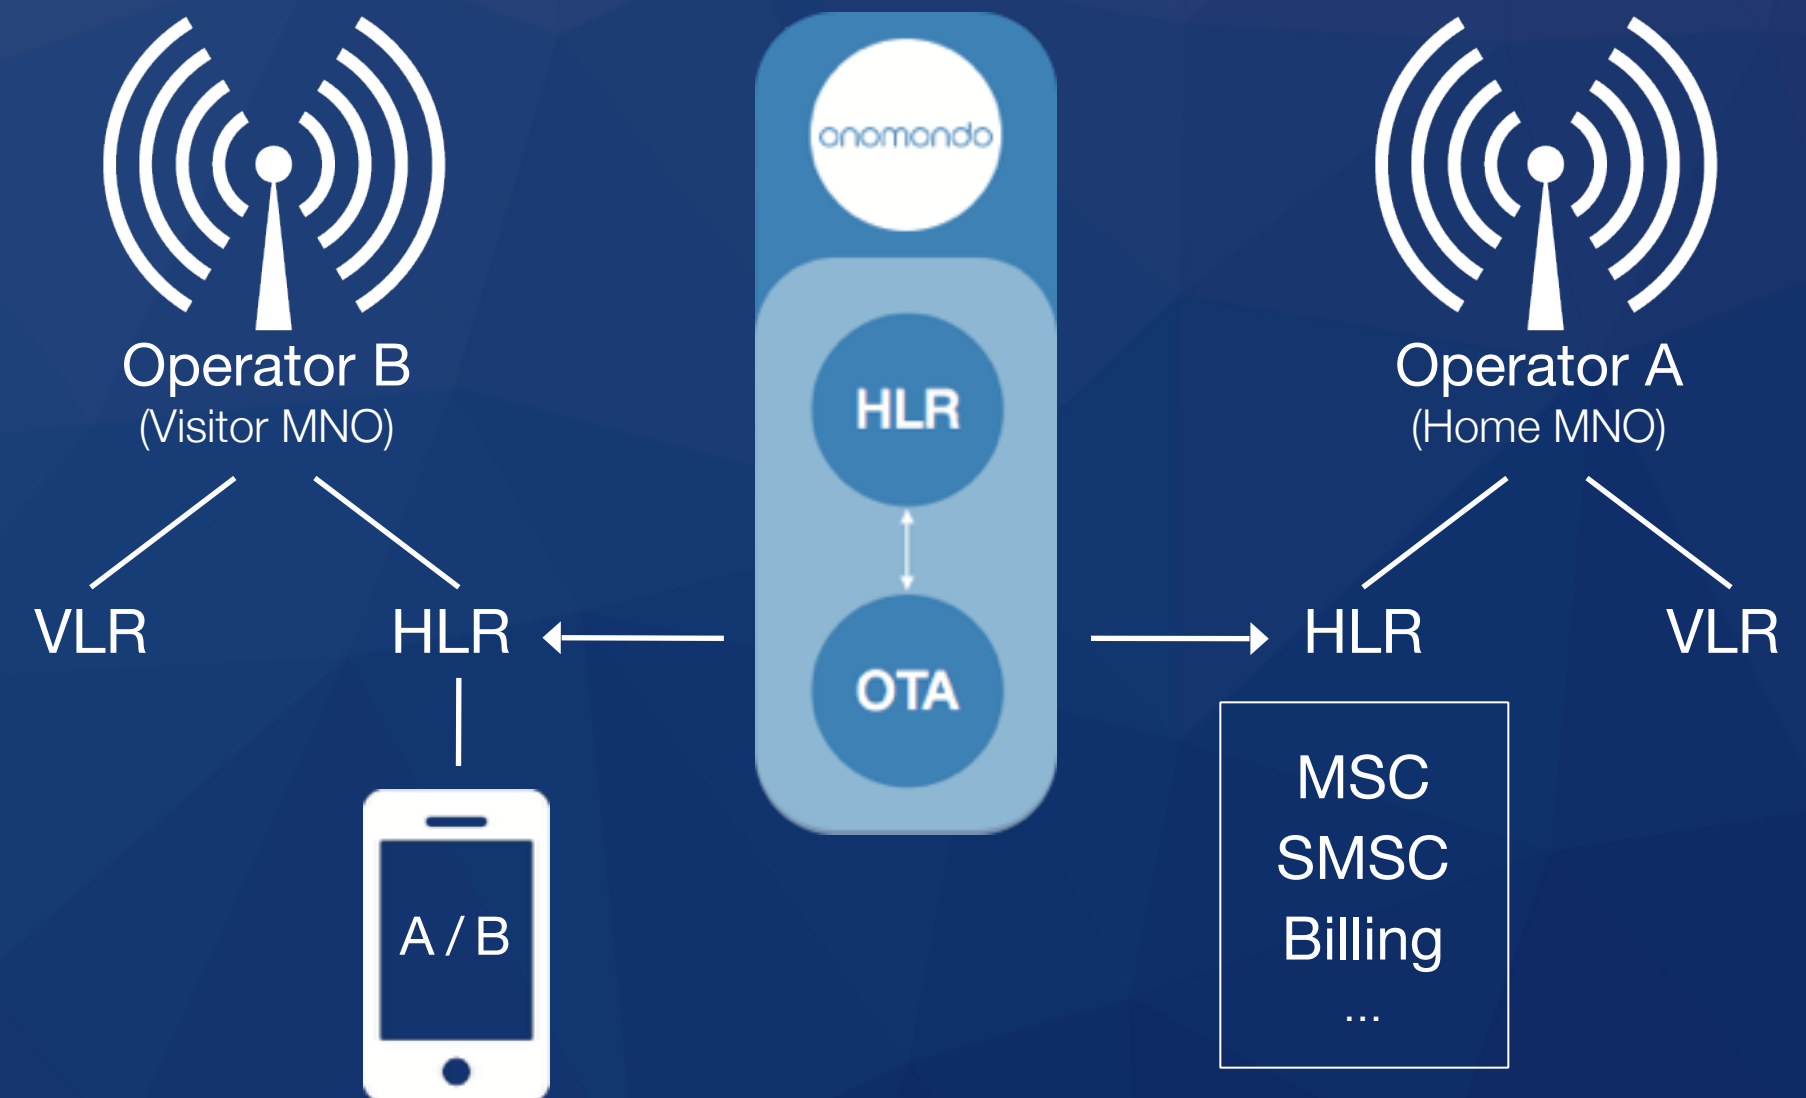 Operator B
(Visitor MNO)
VLR
HLR
A / B
onomondo
HLR
OTA
Operator A
(Home MNO)
HLR
VLR
MSC
SMSC
Billing
...